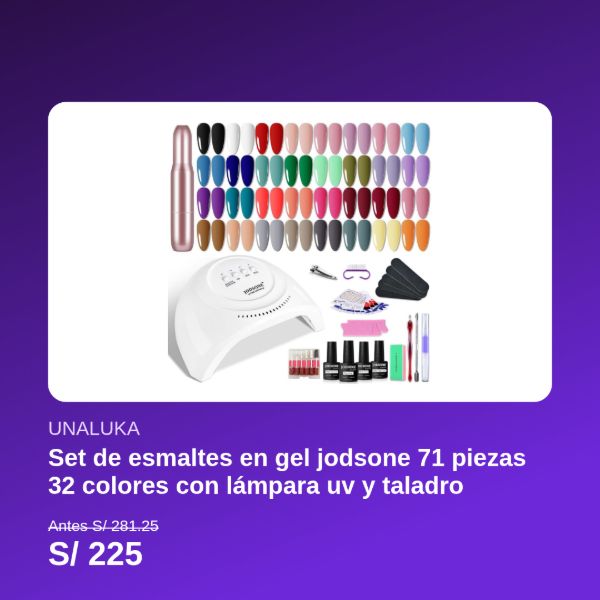 jodsone
UNALUKA
Set de esmaltes en gel jodsone 71 piezas
32 colores con lámpara uv y taladro
Antes S/ 281.25
S/ 225